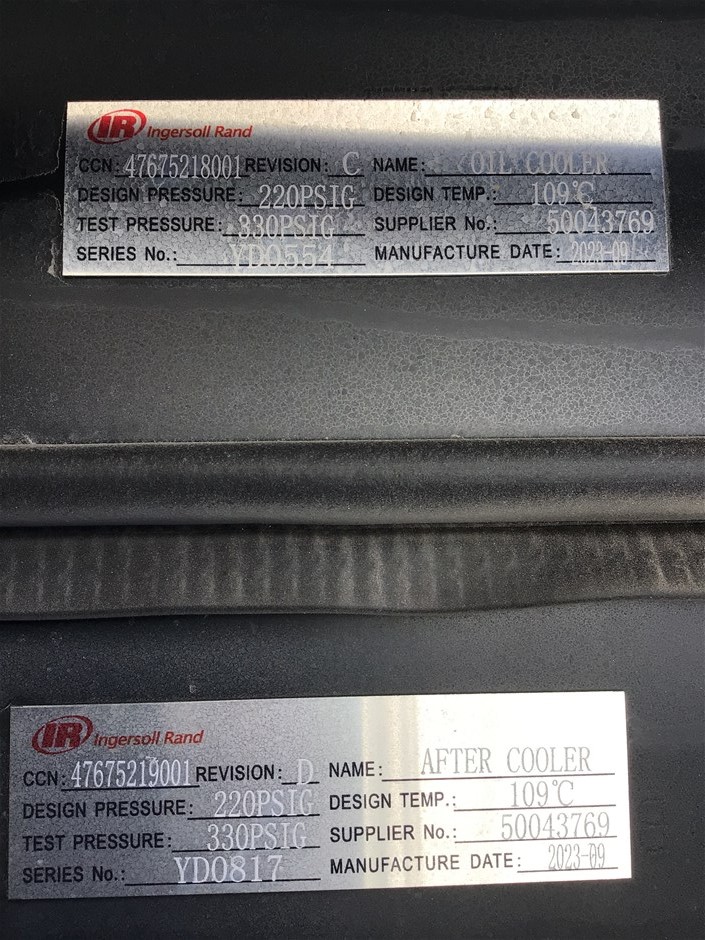 IR Ingersoll Rand
CCN: 47675218001 REVISION: C NAME: OIL COOLER
DESIGN PRESSURE: 220PSIG DESIGN TEMP.: 109℃
TEST PRESSURE: 330PSIG SUPPLIER No.: 50043769
SERIES No.: YD0554 MANUFACTURE DATE: 2023-09
IR Ingersoll Rand
CCN: 47675219001 REVISION: D NAME: AFTER COOLER
DESIGN PRESSURE: 220PSIG DESIGN TEMP.: 109℃
TEST PRESSURE: 330PSIG SUPPLIER No.: 50043769
SERIES No.: YD0817 MANUFACTURE DATE: 2023-09